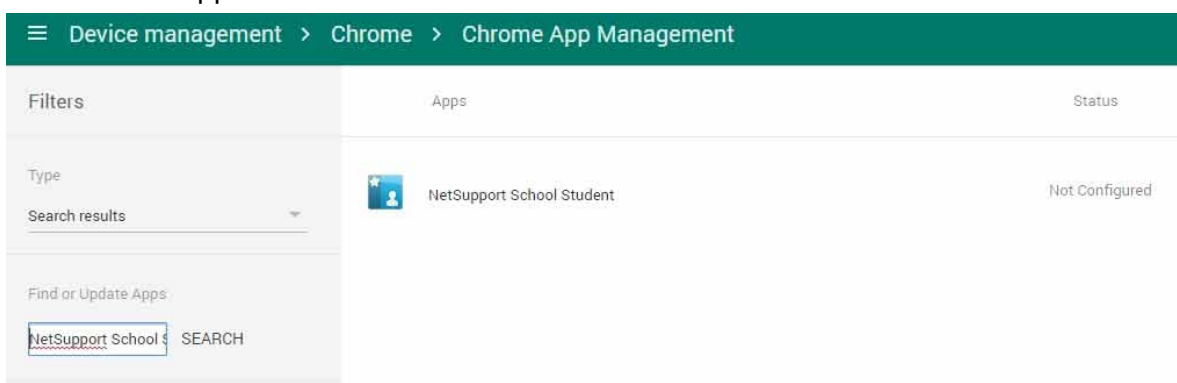 Device management > Chrome > Chrome App Management
Filters
Apps
Status
Type
Search results
NetSupport School Student
Not Configured
Find or Update Apps
NetSupport School S
SEARCH